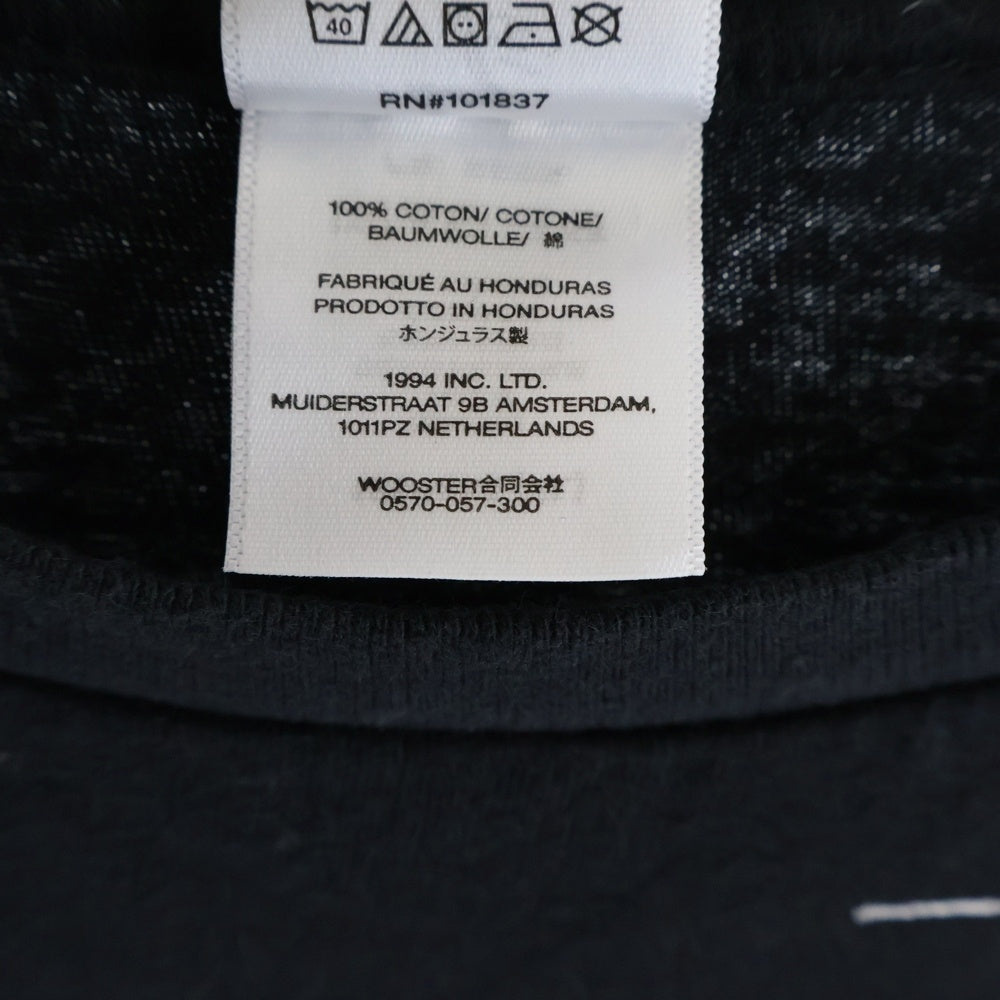 40
RN#101837
100% COTON/ COTONE/
BAUMWOLLE/ 綿
FABRIQUÉ AU HONDURAS
PRODOTTO IN HONDURAS
ホンジュラス製
1994 INC. LTD.
MUIDERSTRAAT 9B AMSTERDAM,
1011PZ NETHERLANDS
WOOSTER合同会社
0570-057-300